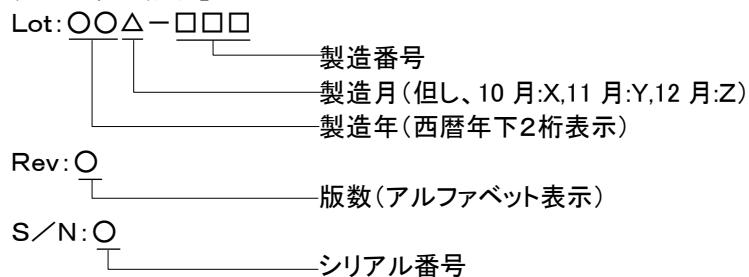 Lot:○○△－□□□
製造番号
製造月(但し、10 月:X,11 月:Y,12 月:Z)
製造年(西暦年下2桁表示)
Rev:○
版数(アルファベット表示)
S／N:○
シリアル番号